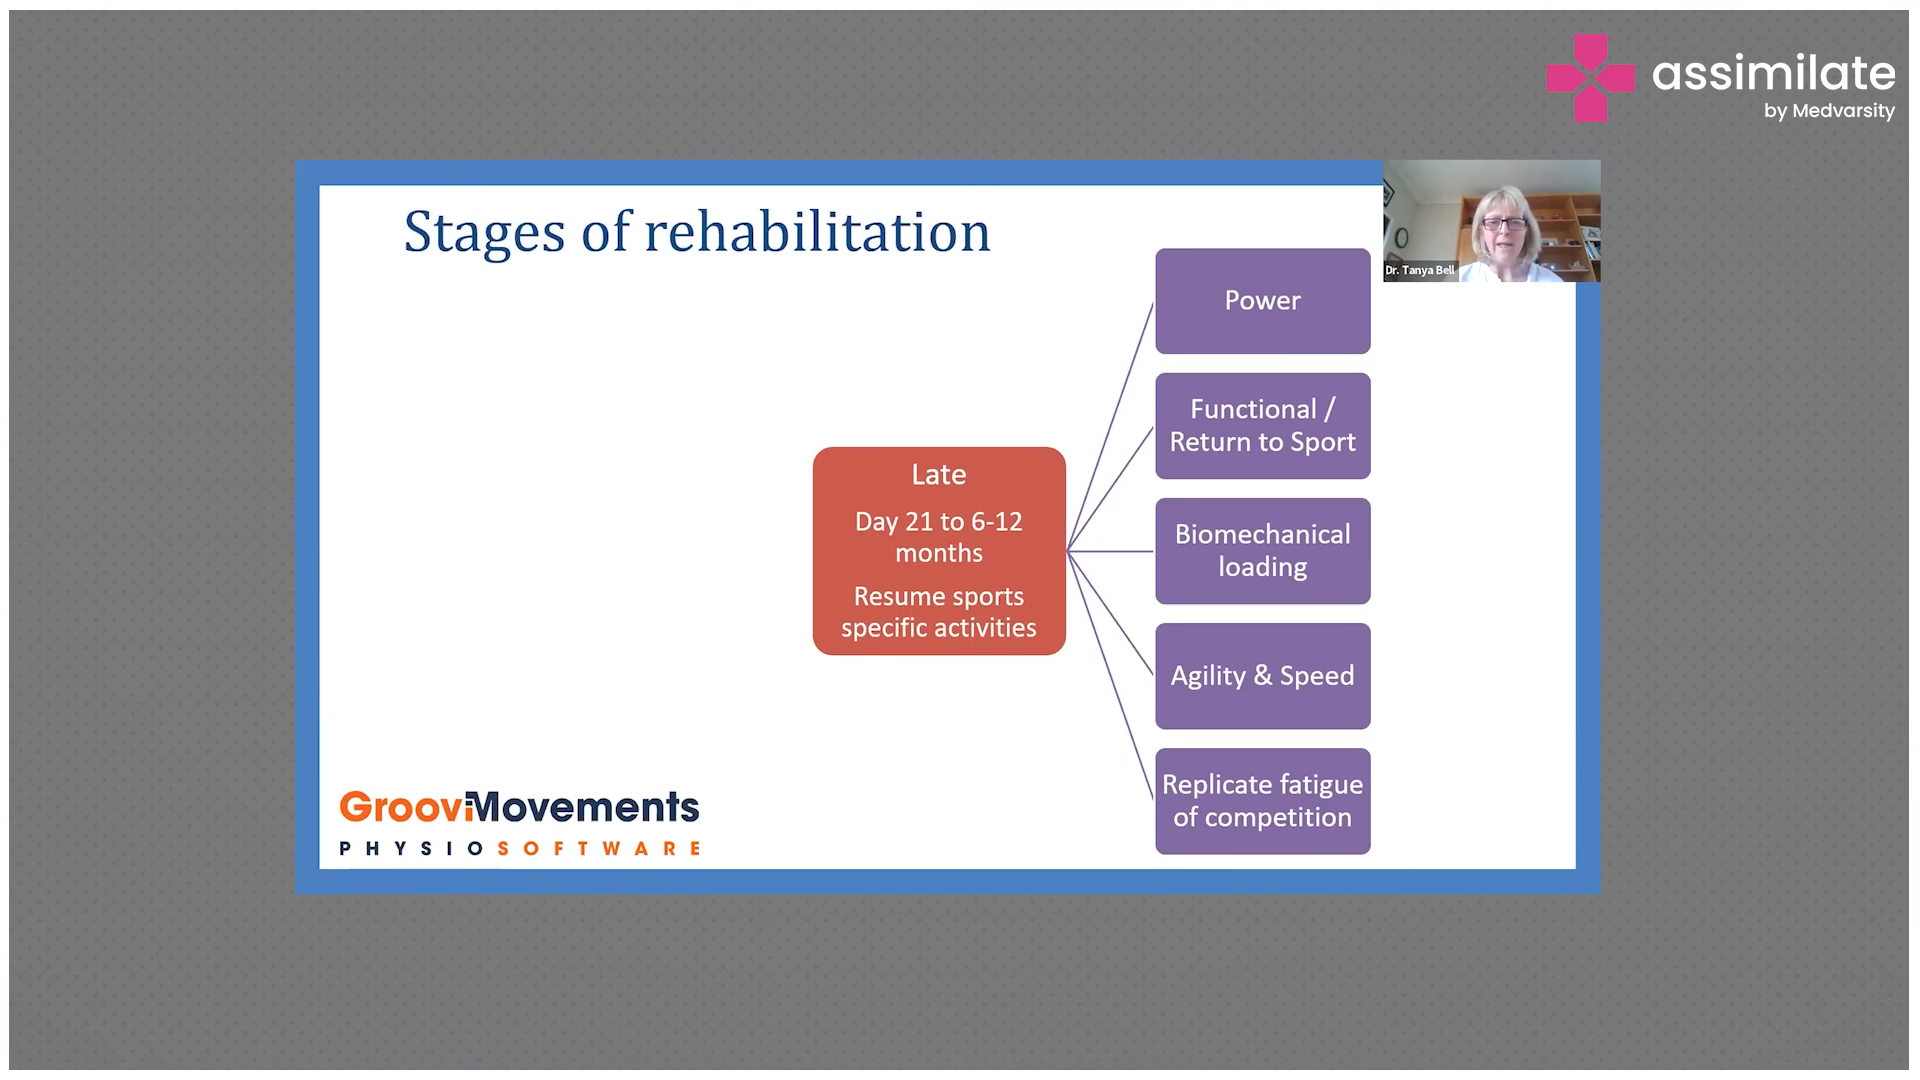 assimilate
by Medvarsity
Stages of rehabilitation
Dr. Tanya Bell
Late
Day 21 to 6-12
months
Resume sports
specific activities
Power
Functional /
Return to Sport
Biomechanical
loading
Agility & Speed
Replicate fatigue
of competition
GrooviMovements
PHYSIOSOFTWARE